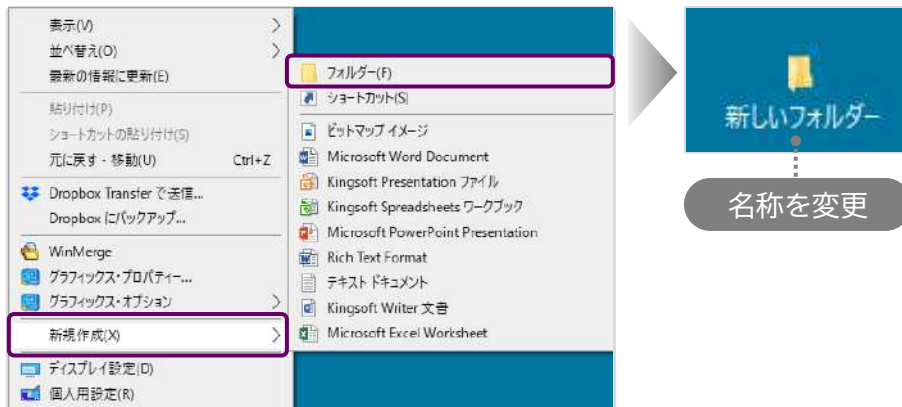 表示(V)
並べ替え(O)
最新の情報に更新(E)
貼り付け(P)
ショートカットの貼り付け(S)
元に戻す - 移動(U) Ctrl+Z
Dropbox Transfer で送信...
Dropbox にバックアップ...
WinMerge
グラフィックス・プロパティー...
グラフィックス・オプション
新規作成(X)
ディスプレイ設定(D)
個人用設定(R)
フォルダー(F)
ショートカット(S)
ビットマップ イメージ
Microsoft Word Document
Kingsoft Presentation ファイル
Kingsoft Spreadsheets ワークブック
Microsoft PowerPoint Presentation
Rich Text Format
テキスト ドキュメント
Kingsoft Writer 文書
Microsoft Excel Worksheet
新しいフォルダー
名称を変更